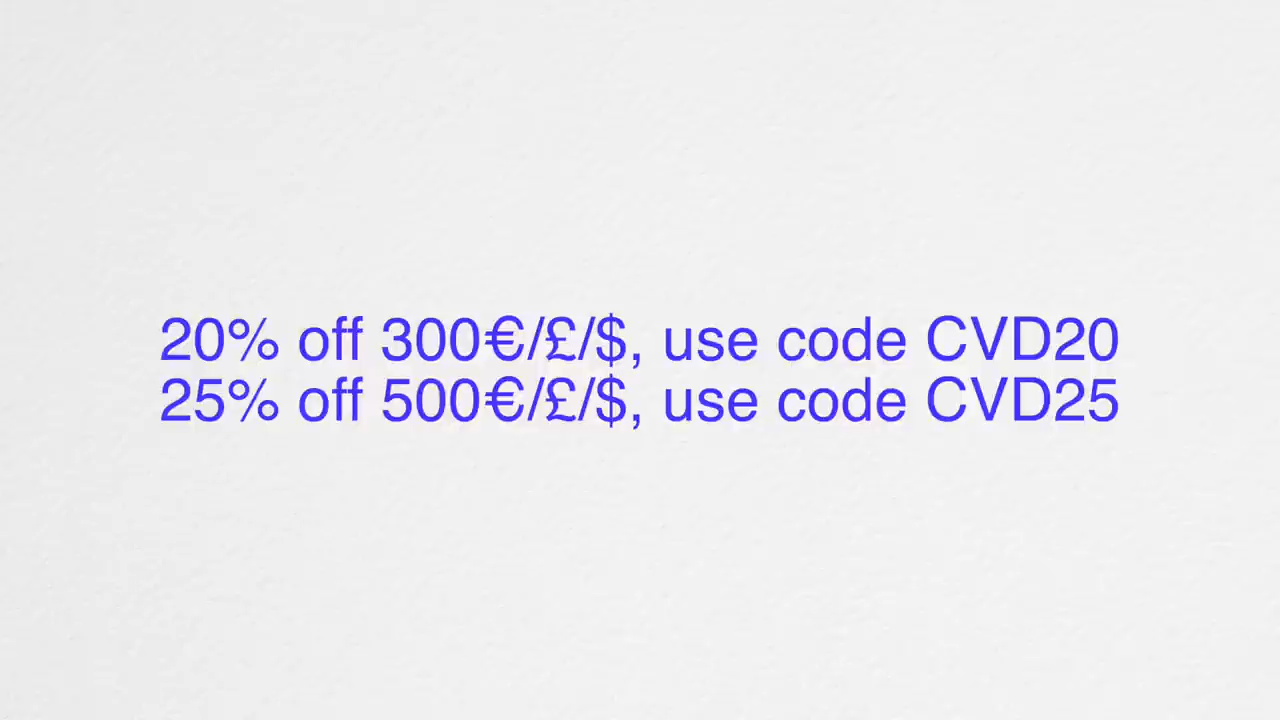 20% off 300€/£/$, use code CVD20
25% off 500€/£/$, use code CVD25